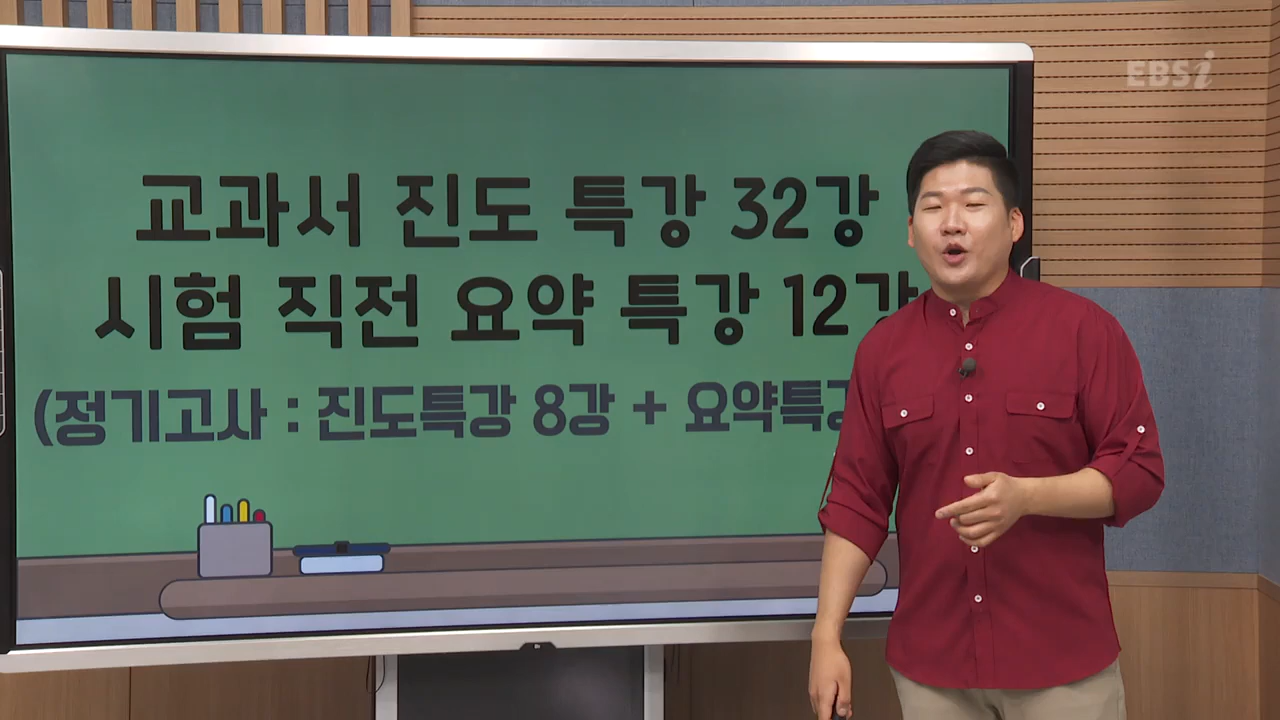 EBSi
교과서 진도 특강 32강
시험 직전 요약 특강 12강
(정기고사 : 진도특강 8강 + 요약특강